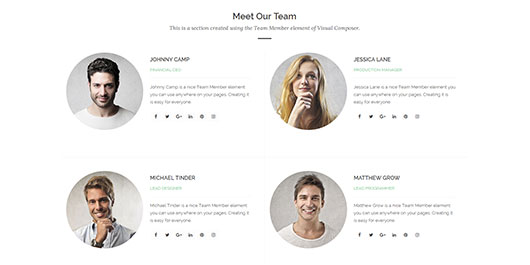 Meet Our Team
This is a section created using the Team Member element of Visual Composer.
JOHNNY CAMP
FINANCIAL CEO
Johnny Camp is a nice Team Member element
you can use anywhere on your pages. Creating it
is easy for everyone.
JESSICA LANE
PRODUCTION MANAGER
Jessica Lane is a nice Team Member element you
can use anywhere on your pages. Creating it is
easy for everyone.
MICHAEL TINDER
LEAD DESIGNER
Michael Tinder is a nice Team Member element
you can use anywhere on your pages. Creating it
is easy for everyone.
MATTHEW GROW
LEAD PROGRAMMER
Matthew Grow is a nice Team Member element
you can use anywhere on your pages. Creating it
is easy for everyone.